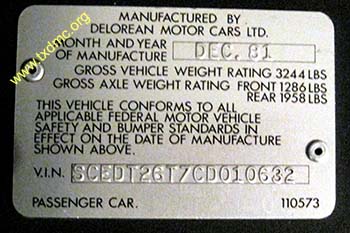 www.txdmc.org
MANUFACTURED BY
DELOREAN MOTOR CARS LTD.
MONTH AND YEAR
OF MANUFACTURE DEC. 81
GROSS VEHICLE WEIGHT RATING 3244 LBS
GROSS AXLE WEIGHT RATING FRONT 1286 LBS
REAR 1958 LBS
THIS VEHICLE CONFORMS TO ALL
APPLICABLE FEDERAL MOTOR VEHICLE
SAFETY AND BUMPER STANDARDS IN
EFFECT ON THE DATE OF MANUFACTURE
SHOWN ABOVE.
V.I.N. SCEDT26T7CD010632
PASSENGER CAR. 110573